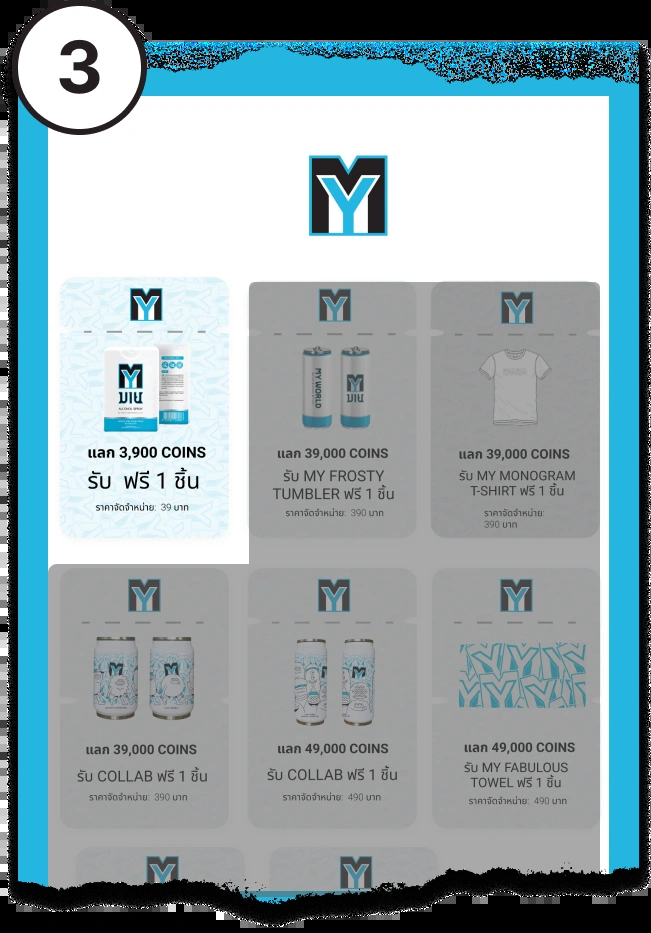 3
MY
MY
MY
มาย
ALCOHOL SPRAY
แลก 3,900 COINS
รับ ฟรี 1 ชิ้น
ราคาจัดจำหน่าย: 39 บาท
MY
MY WORLD
MY
มาย
แลก 39,000 COINS
รับ MY FROSTY
TUMBLER ฟรี 1 ชิ้น
ราคาจัดจำหน่าย: 390 บาท
MY
แลก 39,000 COINS
รับ MY MONOGRAM
T-SHIRT ฟรี 1 ชิ้น
ราคาจัดจำหน่าย:
390 บาท
MY
แลก 39,000 COINS
รับ COLLAB ฟรี 1 ชิ้น
ราคาจัดจำหน่าย: 390 บาท
MY
แลก 49,000 COINS
รับ COLLAB ฟรี 1 ชิ้น
ราคาจัดจำหน่าย: 490 บาท
MY
แลก 49,000 COINS
รับ MY FABULOUS
TOWEL ฟรี 1 ชิ้น
ราคาจัดจำหน่าย: 490 บาท
MY
MY